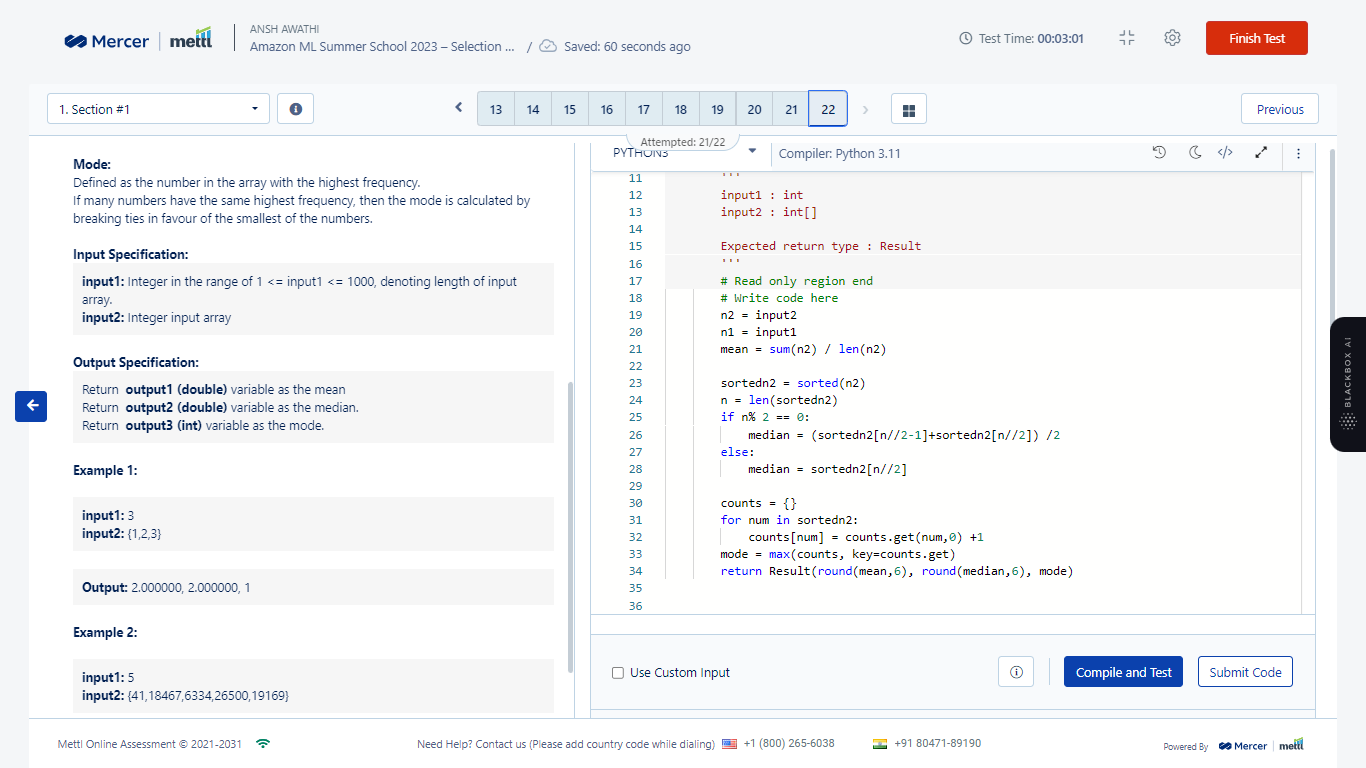 Mercer | mettl
ANSH AWATHI
Amazon ML Summer School 2023 – Selection ... / Saved: 60 seconds ago
Test Time: 00:03:01
Finish Test
1. Section #1
13 14 15 16 17 18 19 20 21 22
Previous
Attempted: 21/22
Mode:
Defined as the number in the array with the highest frequency.
If many numbers have the same highest frequency, then the mode is calculated by
breaking ties in favour of the smallest of the numbers.
Input Specification:
input1: Integer in the range of 1 <= input1 <= 1000, denoting length of input
array.
input2: Integer input array
Output Specification:
Return output1 (double) variable as the mean
Return output2 (double) variable as the median.
Return output3 (int) variable as the mode.
Example 1:
input1: 3
input2: {1,2,3}
Output: 2.000000, 2.000000, 1
Example 2:
input1: 5
input2: {41,18467,6334,26500,19169}
PYTHON3
Compiler: Python 3.11
11 '''
12 input1 : int
13 input2 : int[]
14
15 Expected return type : Result
16 '''
17 # Read only region end
18 # Write code here
19 n2 = input2
20 n1 = input1
21 mean = sum(n2) / len(n2)
22
23 sortedn2 = sorted(n2)
24 n = len(sortedn2)
25 if n% 2 == 0:
26 median = (sortedn2[n//2-1]+sortedn2[n//2]) /2
27 else:
28 median = sortedn2[n//2]
29
30 counts = {}
31 for num in sortedn2:
32 counts[num] = counts.get(num,0) +1
33 mode = max(counts, key=counts.get)
34 return Result(round(mean,6), round(median,6), mode)
35
36
Use Custom Input
Compile and Test
Submit Code
BLACKBOX AI
Mettl Online Assessment © 2021-2031
Need Help? Contact us (Please add country code while dialing) +1 (800) 265-6038
+91 80471-89190
Powered By Mercer | mettl